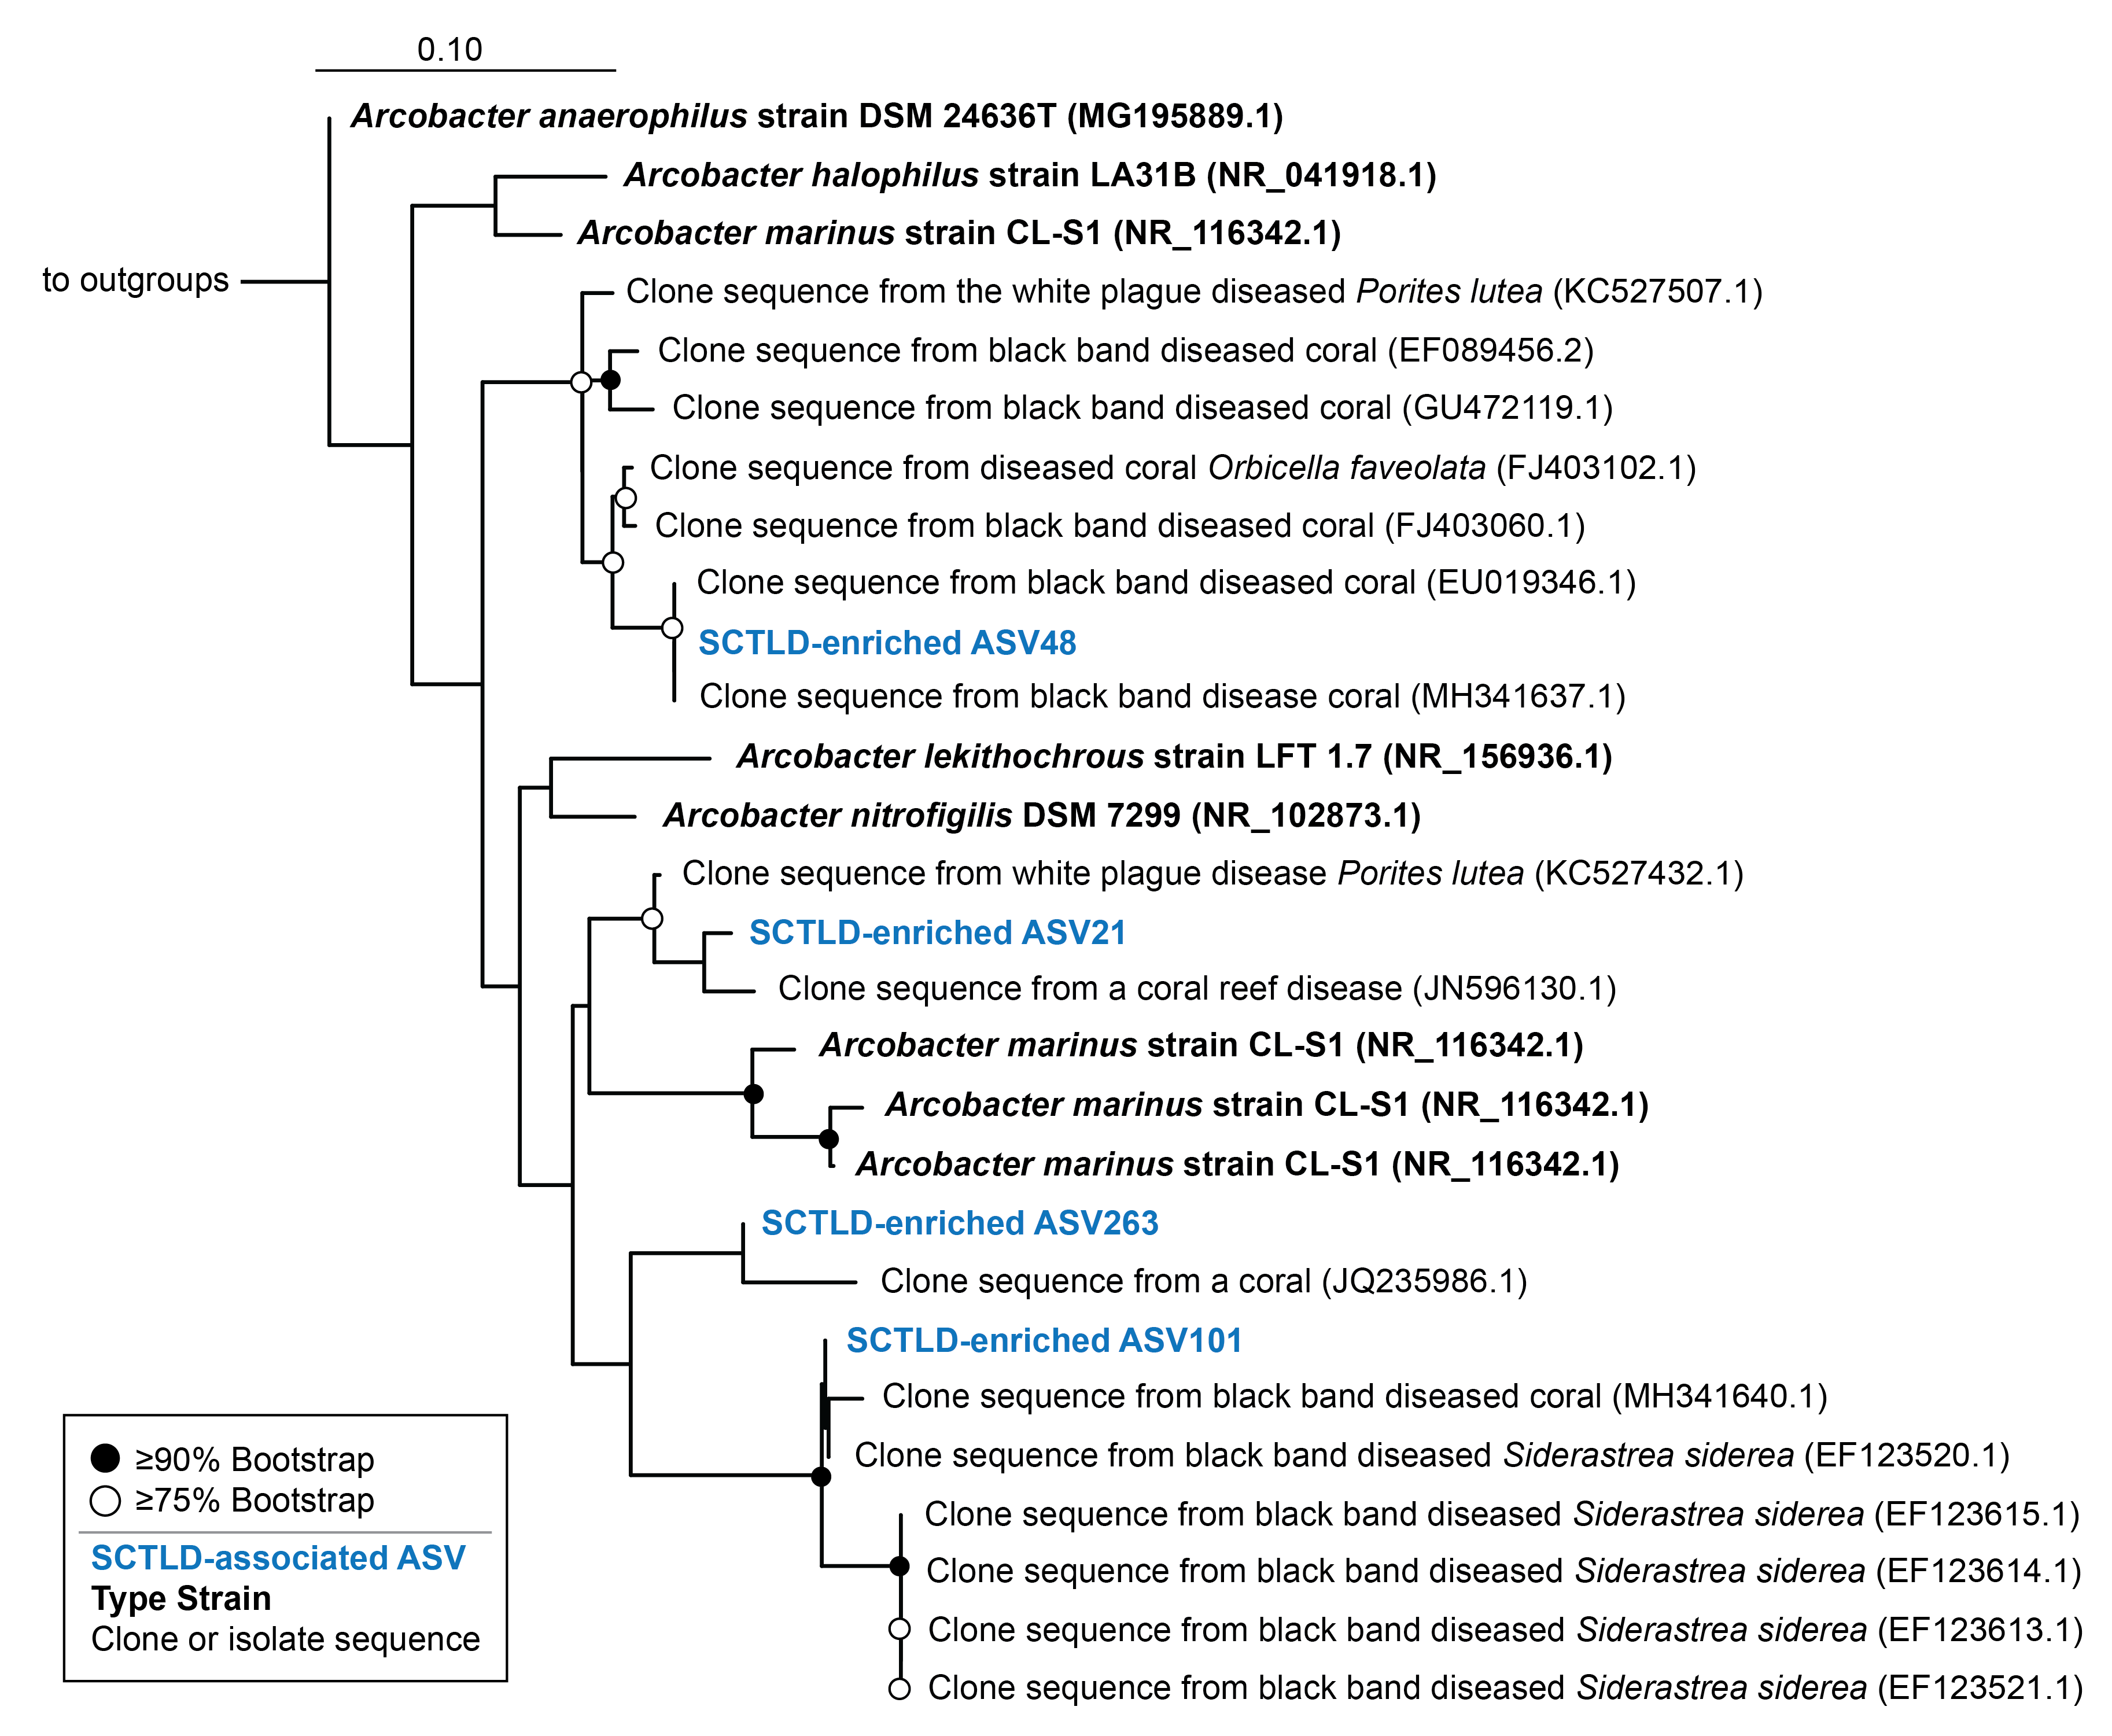 0.10
Arcobacter anaerophilus strain DSM 24636T (MG195889.1)
Arcobacter halophilus strain LA31B (NR_041918.1)
Arcobacter marinus strain CL-S1 (NR_116342.1)
to outgroups
Clone sequence from the white plague diseased Porites lutea (KC527507.1)
Clone sequence from black band diseased coral (EF089456.2)
Clone sequence from black band diseased coral (GU472119.1)
Clone sequence from diseased coral Orbicella faveolata (FJ403102.1)
Clone sequence from black band diseased coral (FJ403060.1)
Clone sequence from black band diseased coral (EU019346.1)
SCTLD-enriched ASV48
Clone sequence from black band disease coral (MH341637.1)
Arcobacter lekithochrous strain LFT 1.7 (NR_156936.1)
Arcobacter nitrofigilis DSM 7299 (NR_102873.1)
Clone sequence from white plague disease Porites lutea (KC527432.1)
SCTLD-enriched ASV21
Clone sequence from a coral reef disease (JN596130.1)
Arcobacter marinus strain CL-S1 (NR_116342.1)
Arcobacter marinus strain CL-S1 (NR_116342.1)
Arcobacter marinus strain CL-S1 (NR_116342.1)
SCTLD-enriched ASV263
Clone sequence from a coral (JQ235986.1)
SCTLD-enriched ASV101
Clone sequence from black band diseased coral (MH341640.1)
Clone sequence from black band diseased Siderastrea siderea (EF123520.1)
Clone sequence from black band diseased Siderastrea siderea (EF123615.1)
Clone sequence from black band diseased Siderastrea siderea (EF123614.1)
Clone sequence from black band diseased Siderastrea siderea (EF123613.1)
Clone sequence from black band diseased Siderastrea siderea (EF123521.1)
≥90% Bootstrap
≥75% Bootstrap
SCTLD-associated ASV
Type Strain
Clone or isolate sequence